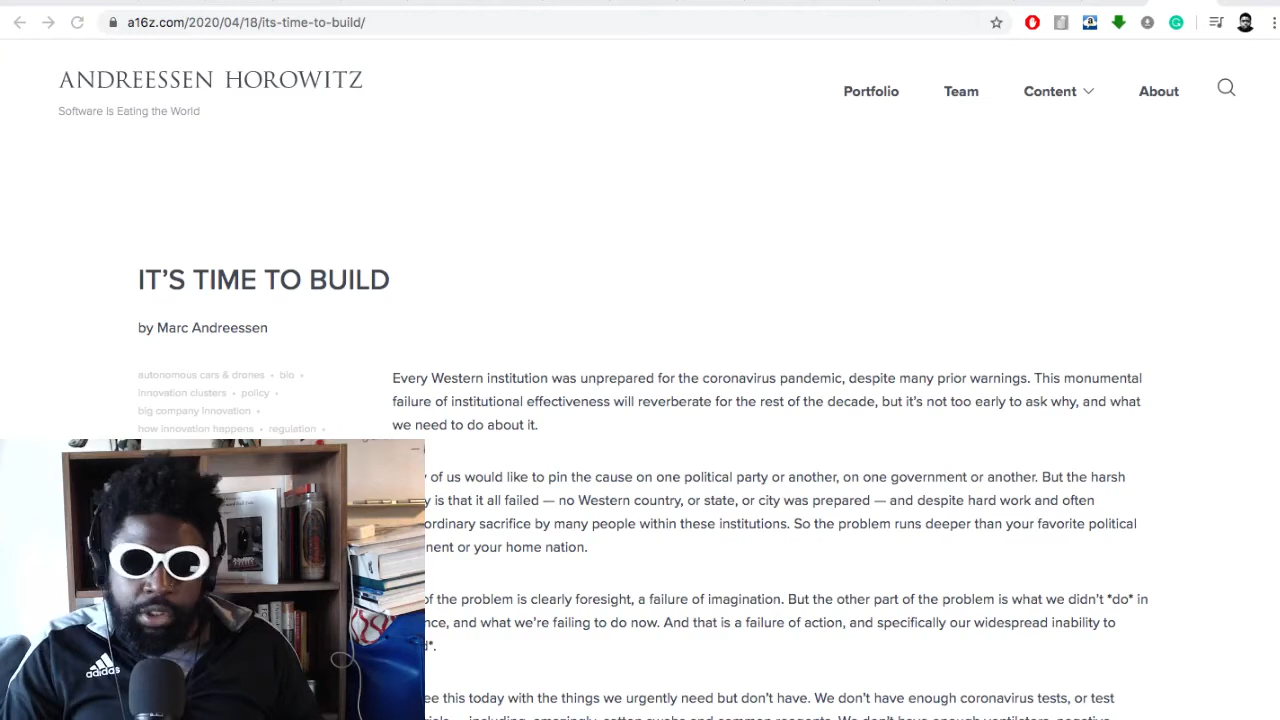 a16z.com/2020/04/18/its-time-to-build/
ANDREESSEN HOROWITZ
Software Is Eating the World
Portfolio Team Content About
IT'S TIME TO BUILD
by Marc Andreessen
autonomous cars & drones • bio •
innovation clusters • policy •
big company innovation •
how innovation happens • regulation •
Every Western institution was unprepared for the coronavirus pandemic, despite many prior warnings. This monumental
failure of institutional effectiveness will reverberate for the rest of the decade, but it's not too early to ask why, and what
we need to do about it.
of us would like to pin the cause on one political party or another, on one government or another. But the harsh
is that it all failed — no Western country, or state, or city was prepared — and despite hard work and often
ordinary sacrifice by many people within these institutions. So the problem runs deeper than your favorite political
nent or your home nation.
of the problem is clearly foresight, a failure of imagination. But the other part of the problem is what we didn't *do* in
nce, and what we're failing to do now. And that is a failure of action, and specifically our widespread inability to
d*.
ee this today with the things we urgently need but don't have. We don't have enough coronavirus tests, or test
adidas